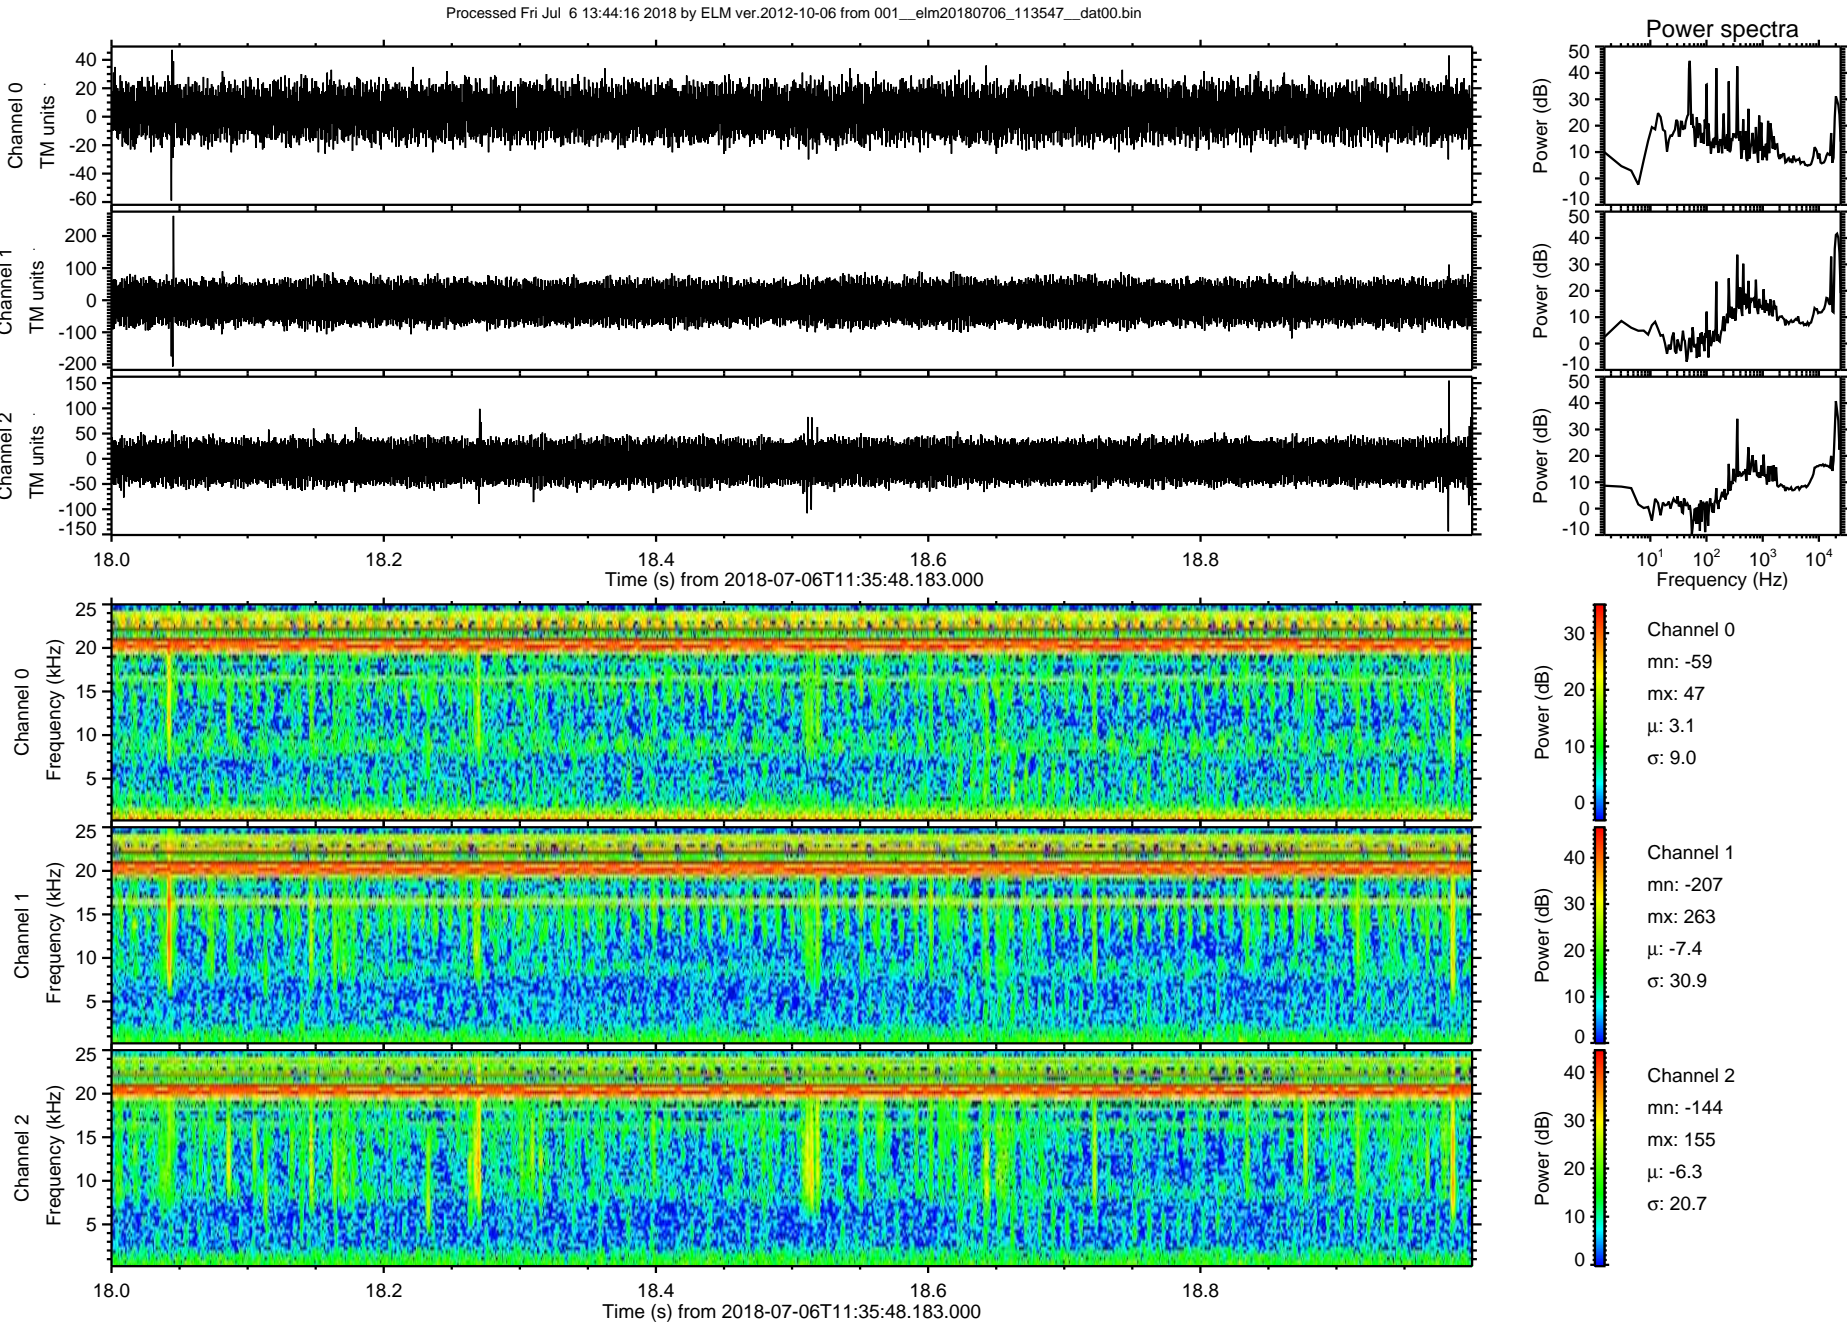 Processed Fri Jul  6 13:44:16 2018 by ELM ver.2012-10-06 from 001__elm20180706_113547__dat00.bin
Power spectra
Channel 0
TM units
40
20
0
-20
-40
-60
Power (dB)
50
40
30
20
10
0
-10
Channel 1
TM units
200
100
0
-100
-200
Power (dB)
50
40
30
20
10
0
-10
Channel 2
TM units
150
100
50
0
-50
-100
-150
Power (dB)
50
40
30
20
10
0
-10
18.0 18.2 18.4 18.6 18.8
Time (s) from 2018-07-06T11:35:48.183.000
10^1 10^2 10^3 10^4
Frequency (Hz)
Channel 0
Frequency (kHz)
25
20
15
10
5
Power (dB)
30
20
10
0
Channel 0
mn: -59
mx: 47
μ: 3.1
σ: 9.0
Channel 1
Frequency (kHz)
25
20
15
10
5
Power (dB)
40
30
20
10
0
Channel 1
mn: -207
mx: 263
μ: -7.4
σ: 30.9
Channel 2
Frequency (kHz)
25
20
15
10
5
Power (dB)
40
30
20
10
0
Channel 2
mn: -144
mx: 155
μ: -6.3
σ: 20.7
18.0 18.2 18.4 18.6 18.8
Time (s) from 2018-07-06T11:35:48.183.000